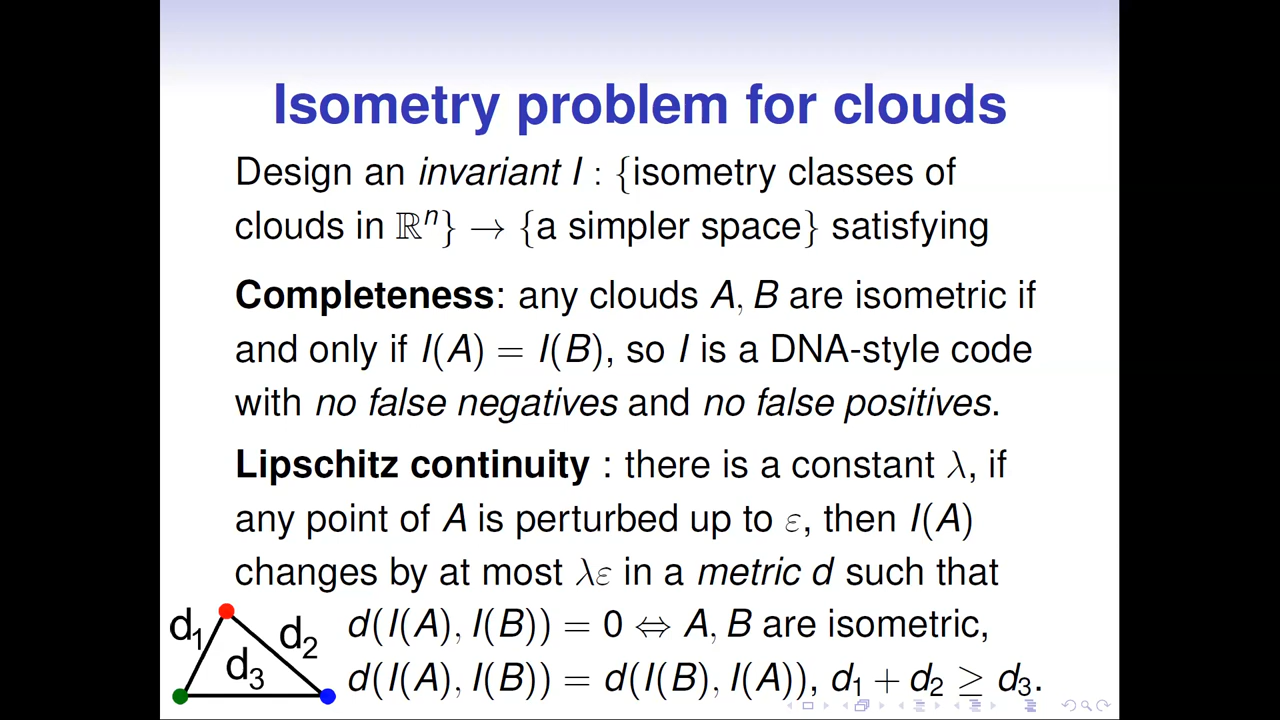 Isometry problem for clouds
Design an invariant I : {isometry classes of
clouds in ℝⁿ} → {a simpler space} satisfying
Completeness: any clouds A, B are isometric if
and only if I(A) = I(B), so I is a DNA-style code
with no false negatives and no false positives.
Lipschitz continuity : there is a constant λ, if
any point of A is perturbed up to ε, then I(A)
changes by at most λε in a metric d such that
d(I(A), I(B)) = 0 ⇔ A, B are isometric,
d(I(A), I(B)) = d(I(B), I(A)), d₁ + d₂ ≥ d₃.
d₁
d₂
d₃